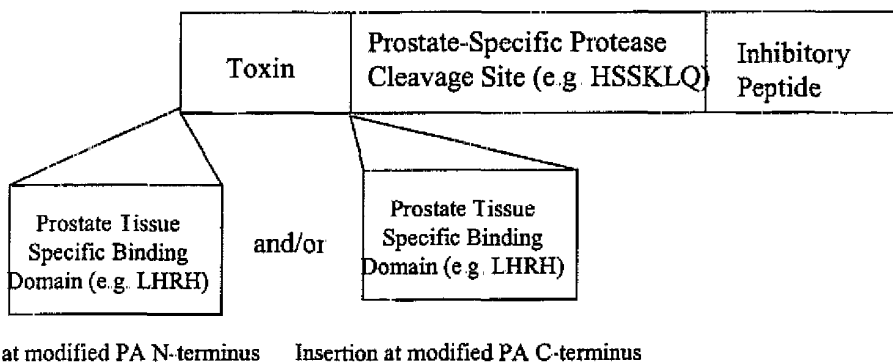 Toxin
Prostate-Specific Protease
Cleavage Site (e.g. HSSKLQ)
Inhibitory
Peptide
Prostate Tissue
Specific Binding
Domain (e.g. LHRH)
and/or
Prostate Tissue
Specific Binding
Domain (e.g. LHRH)
at modified PA N-terminus
Insertion at modified PA C-terminus